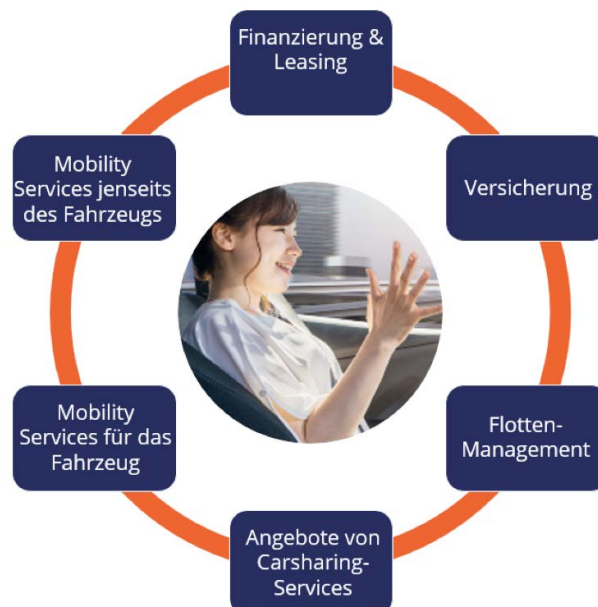 Finanzierung &
Leasing
Versicherung
Flotten-
Management
Angebote von
Carsharing-
Services
Mobility
Services für das
Fahrzeug
Mobility
Services jenseits
des Fahrzeugs